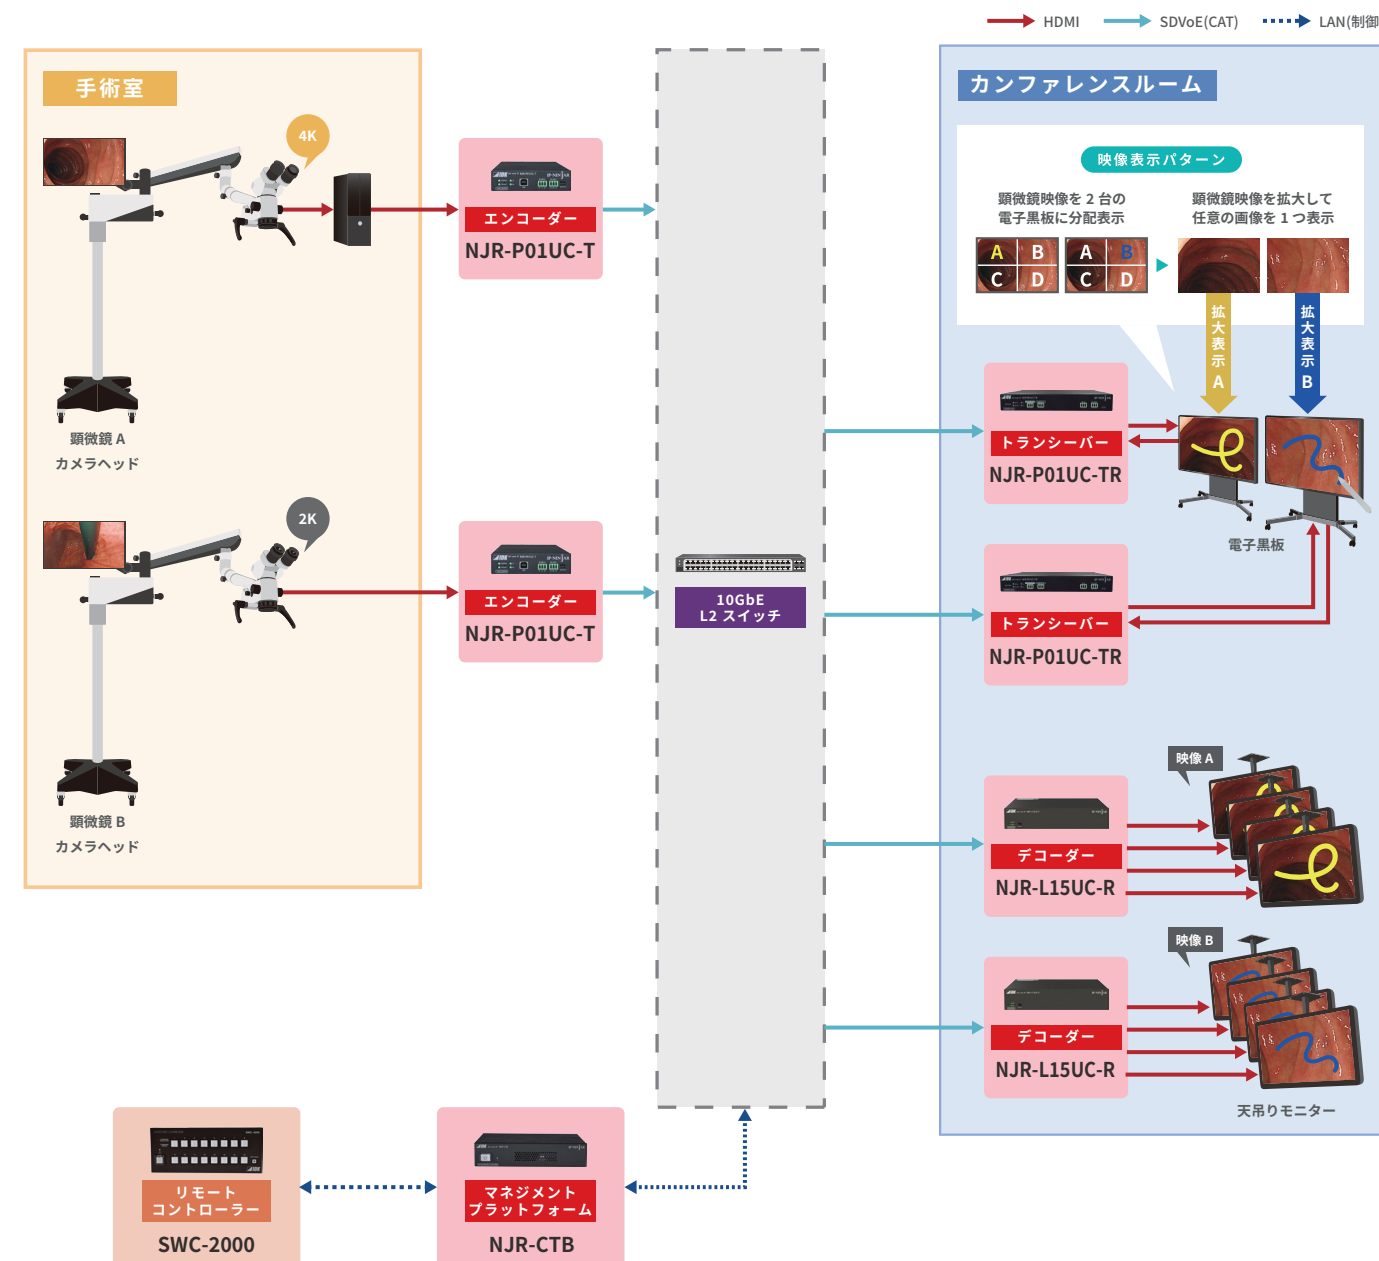 HDMI
SDVoE(CAT)
LAN(制御
手術室
4K
エンコーダー
NJR-P01UC-T
顕微鏡 A
カメラヘッド
2K
エンコーダー
NJR-P01UC-T
顕微鏡 B
カメラヘッド
10GbE
L2 スイッチ
カンファレンスルーム
映像表示パターン
顕微鏡映像を 2 台の
電子黒板に分配表示
A B
C D
A B
C D
顕微鏡映像を拡大して
任意の画像を 1 つ表示
拡大表示 A
拡大表示 B
トランシーバー
NJR-P01UC-TR
電子黒板
トランシーバー
NJR-P01UC-TR
映像 A
デコーダー
NJR-L15UC-R
映像 B
デコーダー
NJR-L15UC-R
天吊りモニター
リモート
コントローラー
SWC-2000
マネジメント
プラットフォーム
NJR-CTB